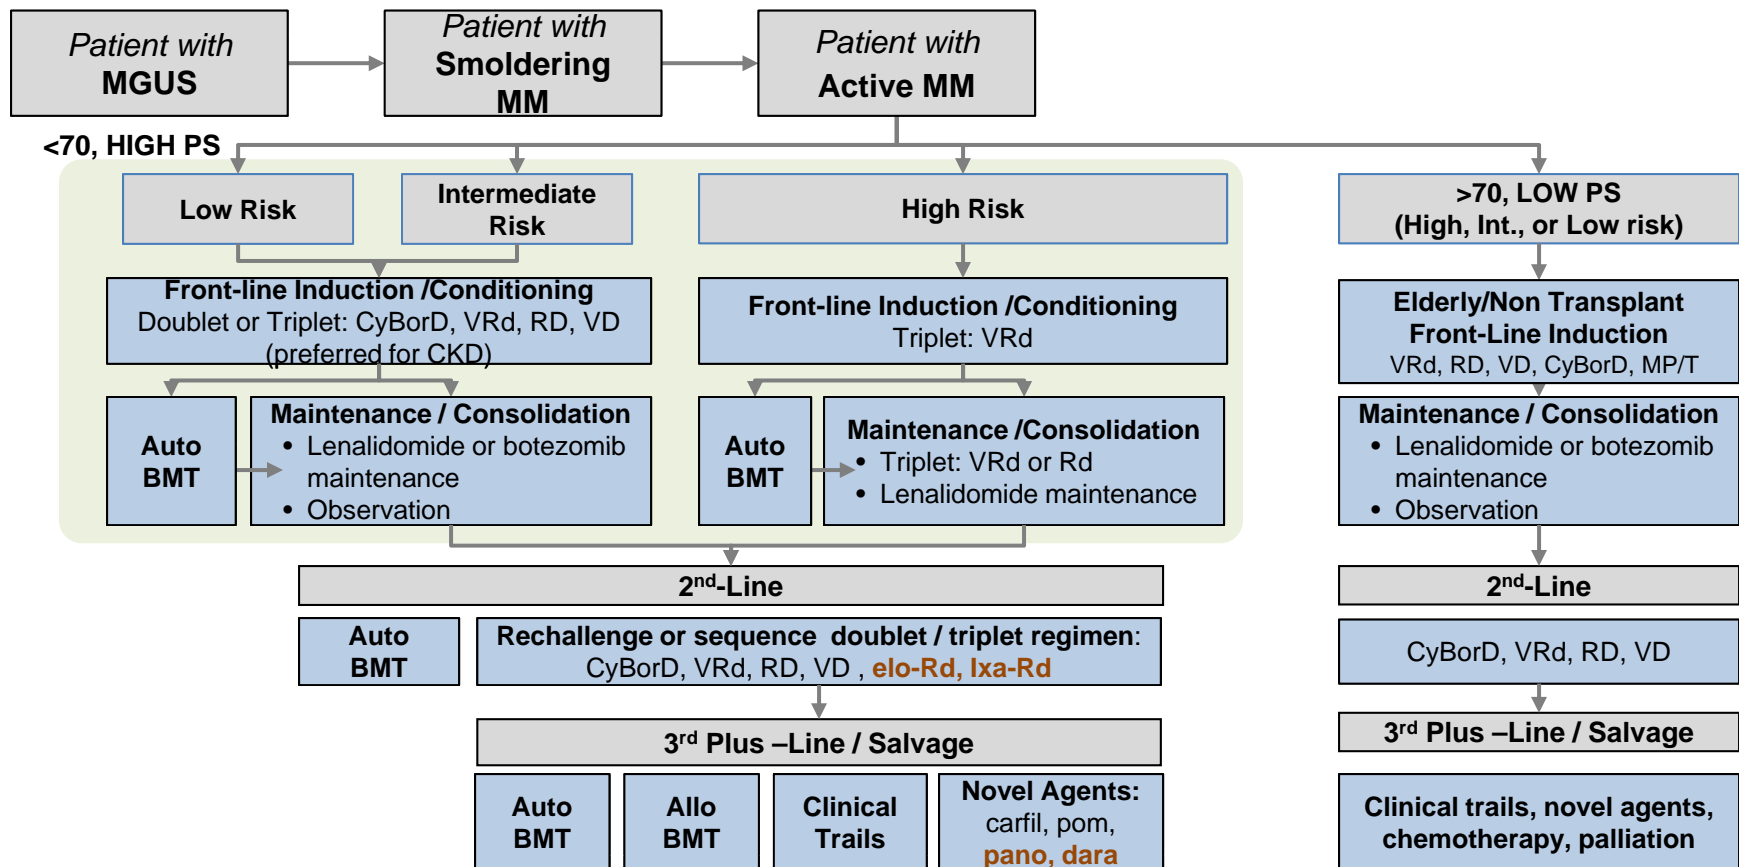 Patient with
MGUS
Patient with
Smoldering
MM
Patient with
Active MM
<70, HIGH PS
Low Risk
Intermediate
Risk
High Risk
>70, LOW PS
(High, Int., or Low risk)
Front-line Induction /Conditioning
Doublet or Triplet: CyBorD, VRd, RD, VD
(preferred for CKD)
Front-line Induction /Conditioning
Triplet: VRd
Elderly/Non Transplant
Front-Line Induction
VRd, RD, VD, CyBorD, MP/T
Auto
BMT
Maintenance / Consolidation
• Lenalidomide or botezomib
maintenance
• Observation
Auto
BMT
Maintenance /Consolidation
• Triplet: VRd or Rd
• Lenalidomide maintenance
Maintenance / Consolidation
• Lenalidomide or botezomib
maintenance
• Observation
2nd-Line
2nd-Line
Auto
BMT
Rechallenge or sequence doublet / triplet regimen:
CyBorD, VRd, RD, VD , elo-Rd, Ixa-Rd
CyBorD, VRd, RD, VD
3rd Plus –Line / Salvage
3rd Plus –Line / Salvage
Auto
BMT
Allo
BMT
Clinical
Trails
Novel Agents:
carfil, pom,
pano, dara
Clinical trails, novel agents,
chemotherapy, palliation